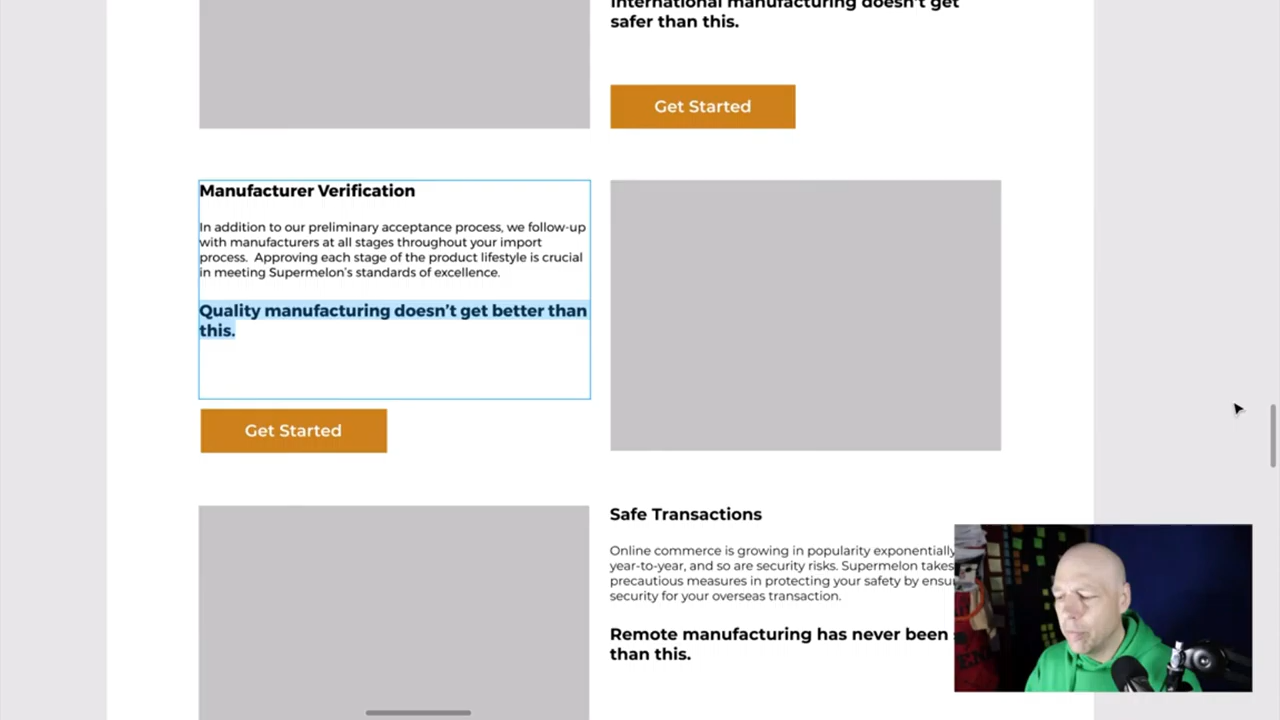 International manufacturing doesn't get
safer than this.
Get Started
Manufacturer Verification
In addition to our preliminary acceptance process, we follow-up
with manufacturers at all stages throughout your import
process.  Approving each stage of the product lifestyle is crucial
in meeting Supermelon's standards of excellence.
Quality manufacturing doesn't get better than
this.
Get Started
Safe Transactions
Online commerce is growing in popularity exponentially
year-to-year, and so are security risks. Supermelon takes
precautious measures in protecting your safety by
security for your overseas transaction.
Remote manufacturing has never been
than this.